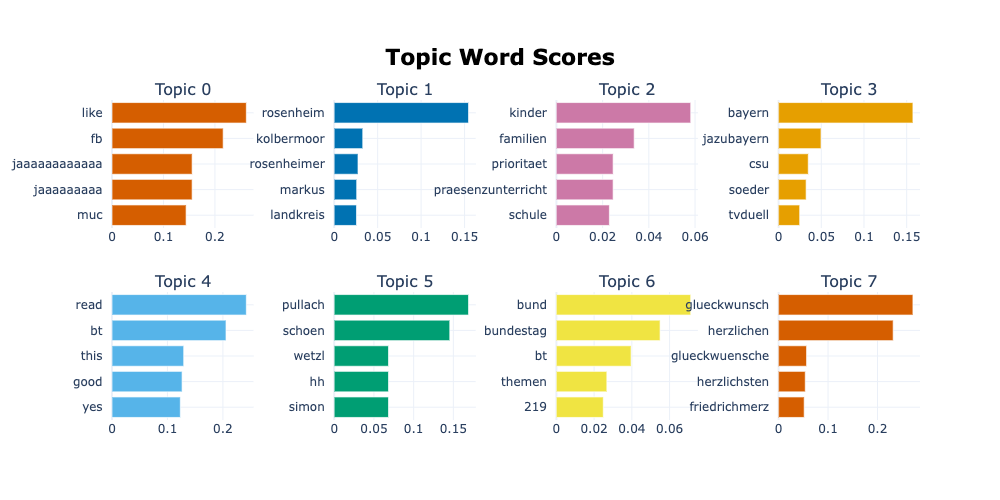 Topic Word Scores
Topic 0
like
fb
jaaaaaaaaaaaa
jaaaaaaaaa
muc
0 0.1 0.2
Topic 1
rosenheim
kolbermoor
rosenheimer
markus
landkreis
0 0.05 0.1 0.15
Topic 2
kinder
familien
prioritaet
praesenzunterricht
schule
0 0.02 0.04 0.06
Topic 3
bayern
jazubayern
csu
soeder
tvduell
0 0.05 0.1 0.15
Topic 4
read
bt
this
good
yes
0 0.1 0.2
Topic 5
pullach
schoen
wetzl
hh
simon
0 0.05 0.1 0.15
Topic 6
bund
bundestag
bt
themen
219
0 0.02 0.04 0.06
Topic 7
glueckwunsch
herzlichen
glueckwuensche
herzlichsten
friedrichmerz
0 0.1 0.2